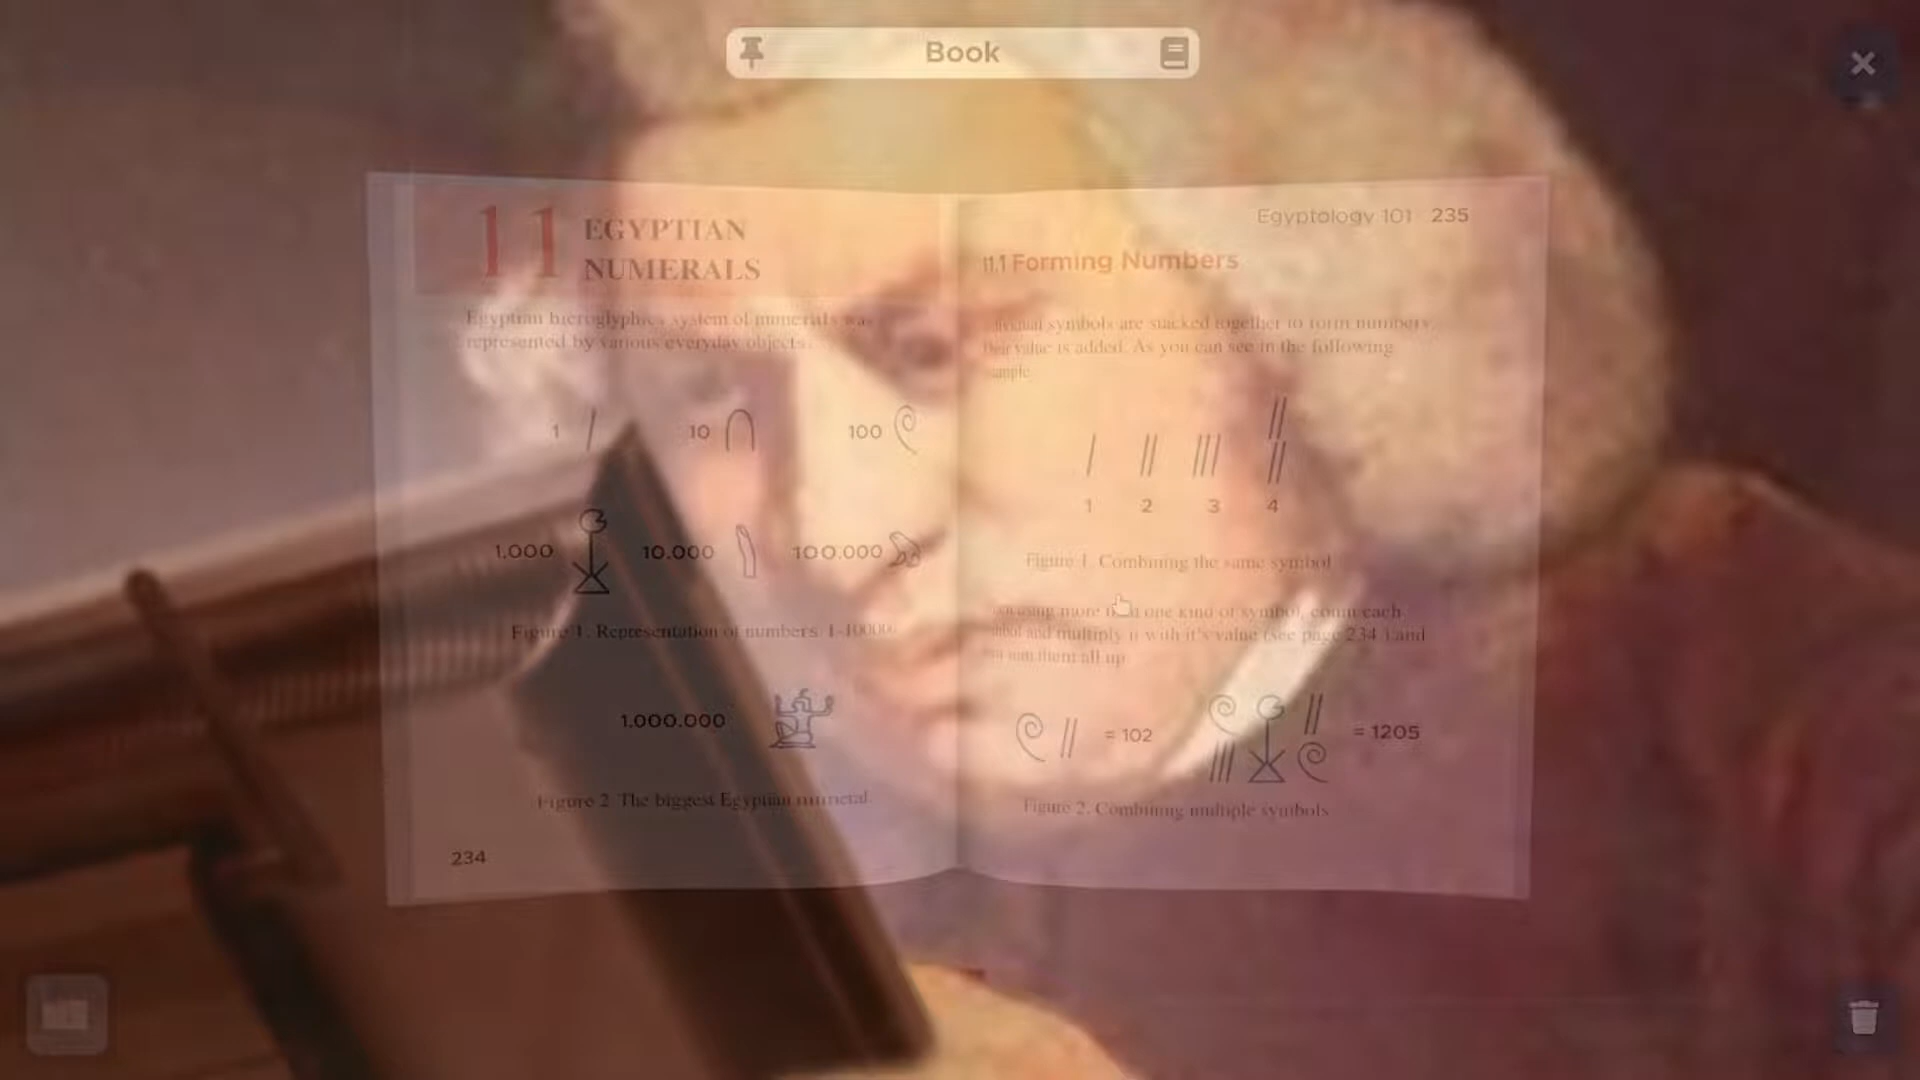 Book
11 EGYPTIAN
NUMERALS
Egyptian hieroglyphics system of numerals was
represented by various everyday objects.
1
10
100
1.000
10.000
100.000
Figure 1. Representation of numbers 1-100000
1.000.000
Figure 2. The biggest Egyptian numeral.
234
Egyptology 101 235
11.1 Forming Numbers
symbols are stacked together to form numbers,
their value is added. As you can see in the following
1
2
3
4
Figure 1. Combining the same symbol
more than one kind of symbol, count each
and multiply it with it's value (see page 234) and
sum them all up
= 102
= 1205
Figure 2. Combining multiple symbols